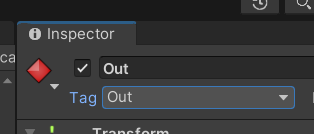 Inspector
Out
Tag Out
Transform